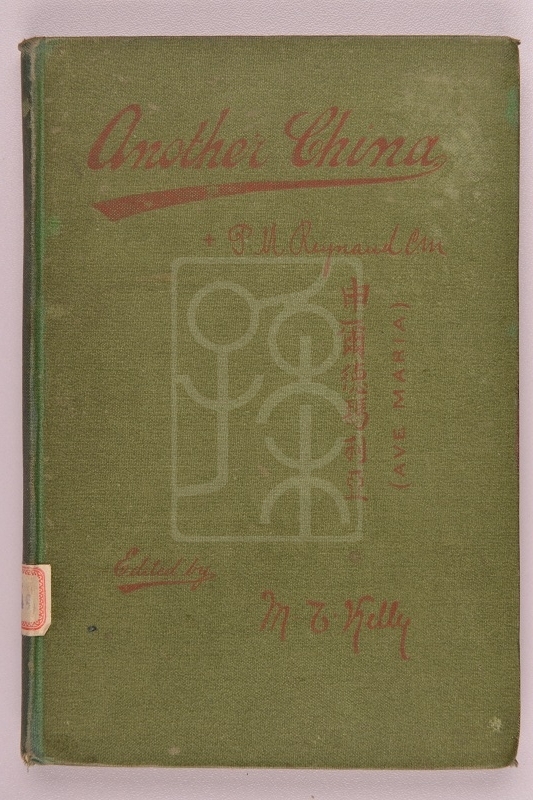 Another China
+ P. M. Reynaud C.M.
(AVE MARIA)
Edited by
M T Kelly